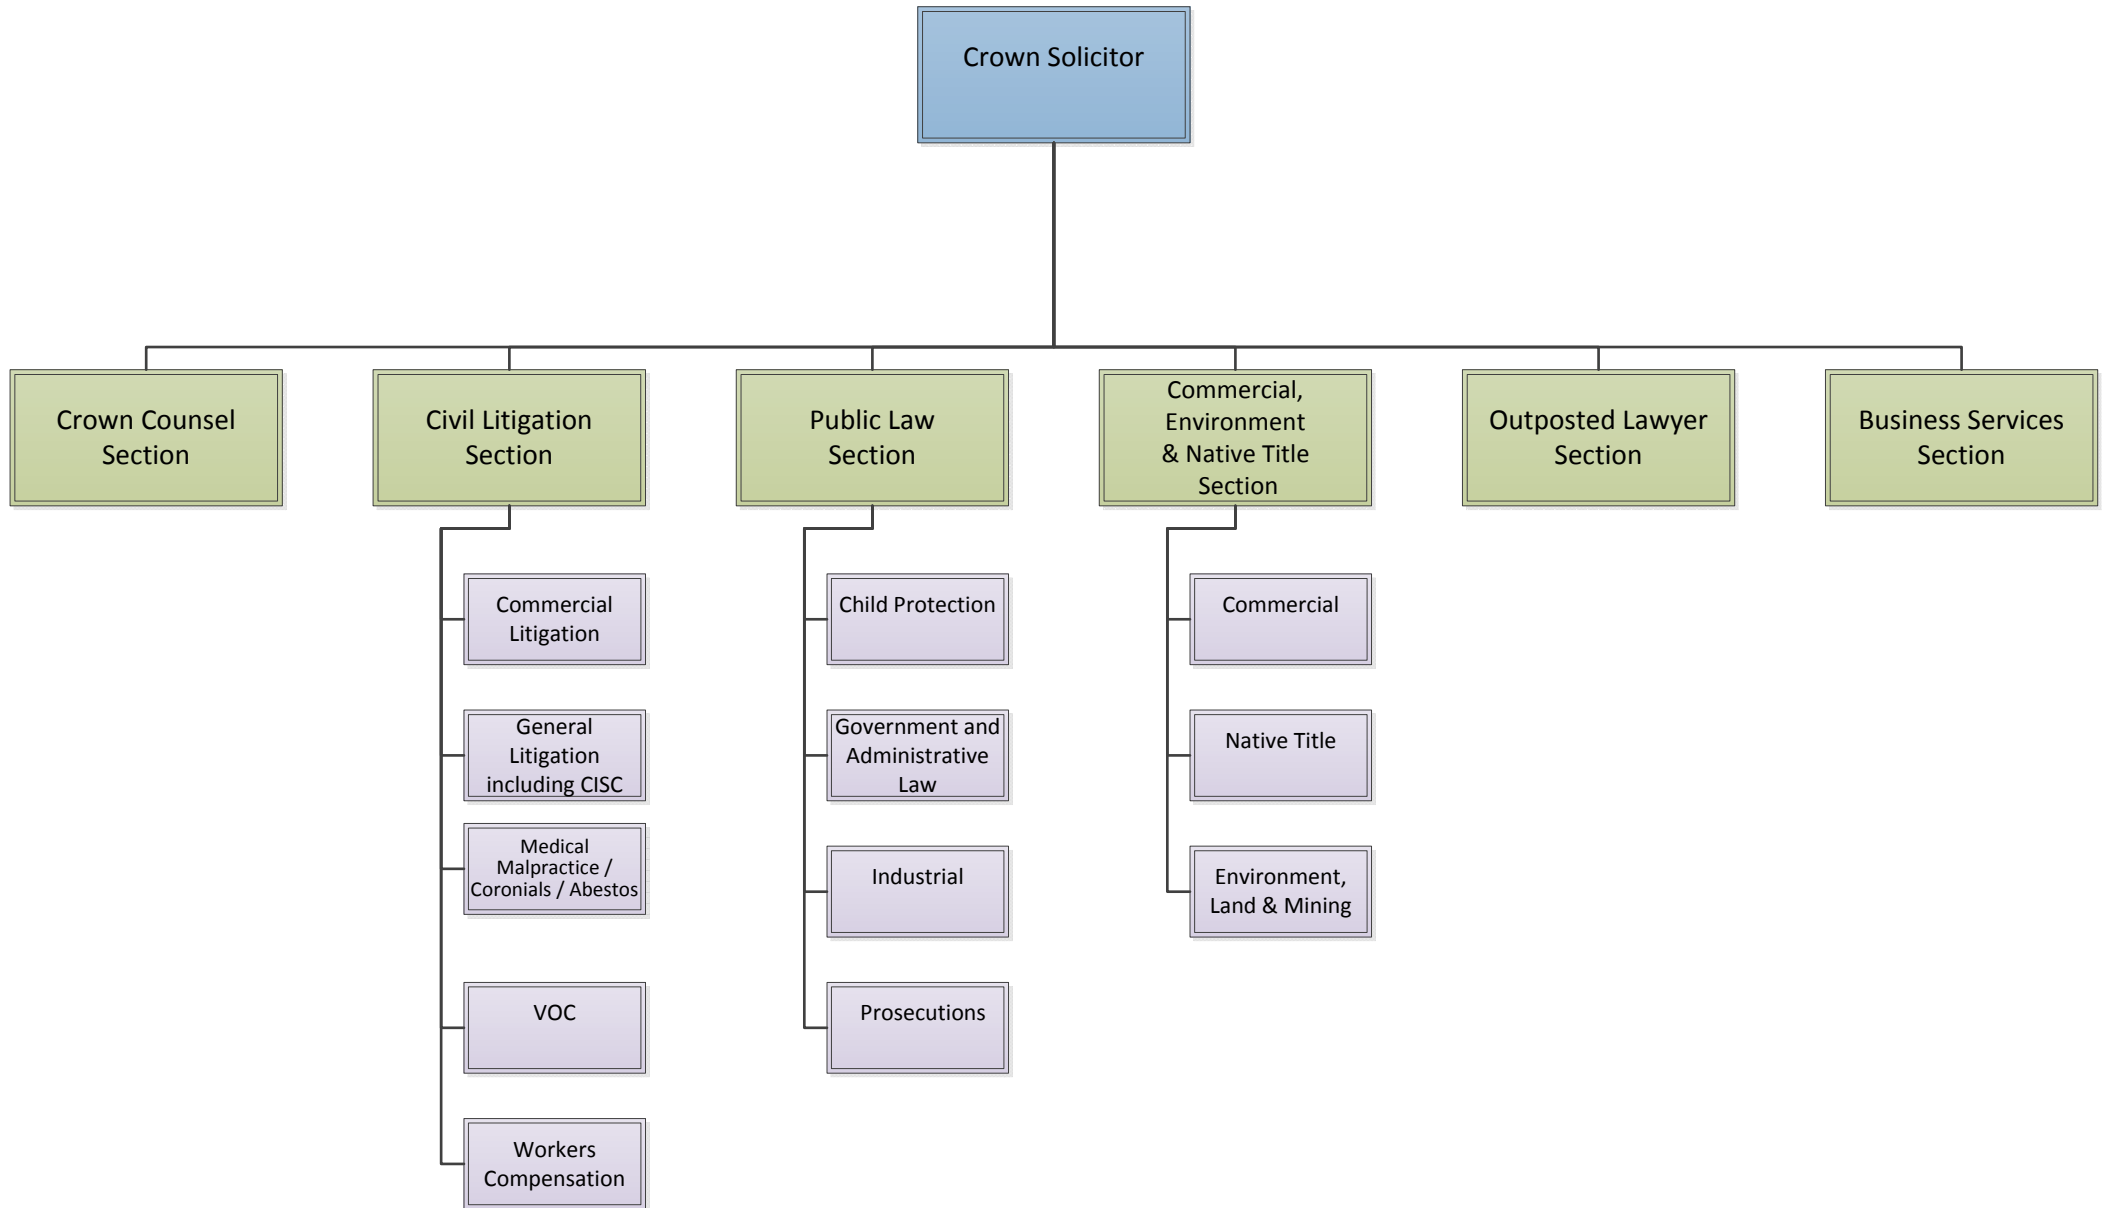 Crown Solicitor
Crown Counsel
Section
Civil Litigation
Section
Public Law
Section
Commercial,
Environment
& Native Title
Section
Outposted Lawyer
Section
Business Services
Section
Commercial
Litigation
General
Litigation
including CISC
Medical
Malpractice /
Coronials / Abestos
VOC
Workers
Compensation
Child Protection
Government and
Administrative
Law
Industrial
Prosecutions
Commercial
Native Title
Environment,
Land & Mining